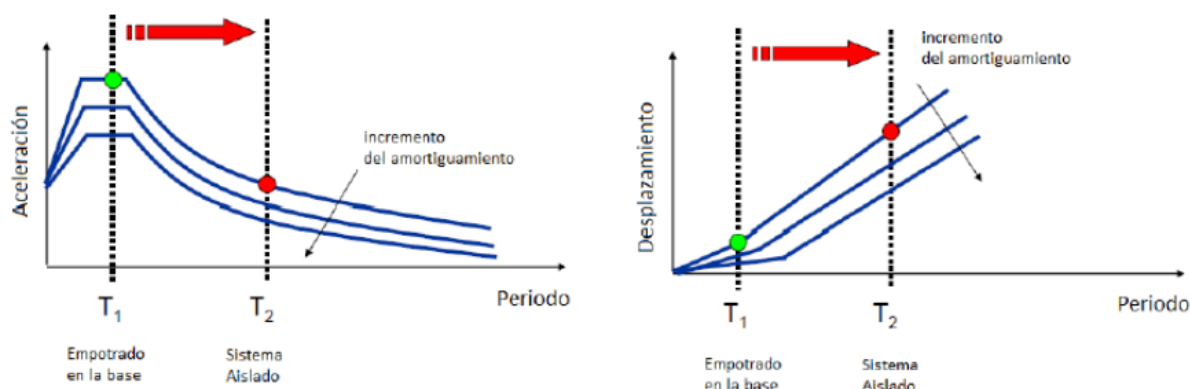 Aceleración
incremento
del amortiguamiento
T1
T2
Periodo
Empotrado
en la base
Sistema
Aislado
Desplazamiento
incremento
del amortiguamiento
T1
T2
Periodo
Empotrado
en la base
Sistema
Aislado